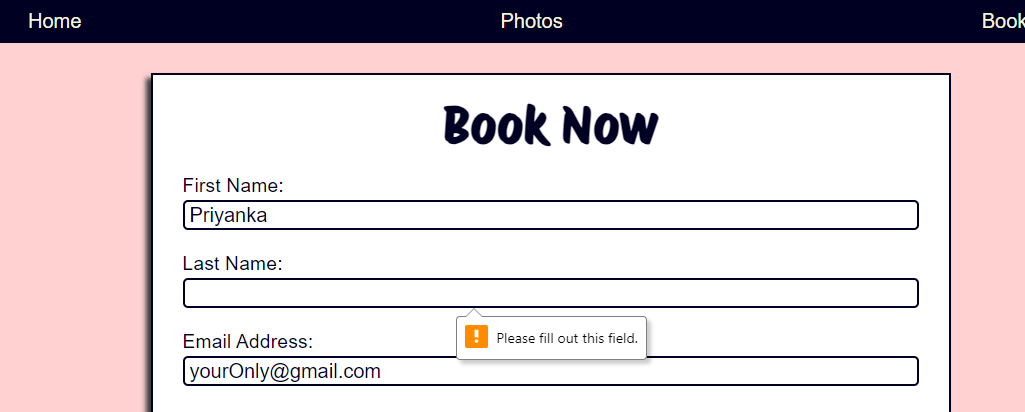 Home Photos Book
Book Now
First Name:
Priyanka
Last Name:
Please fill out this field.
Email Address:
yourOnly@gmail.com